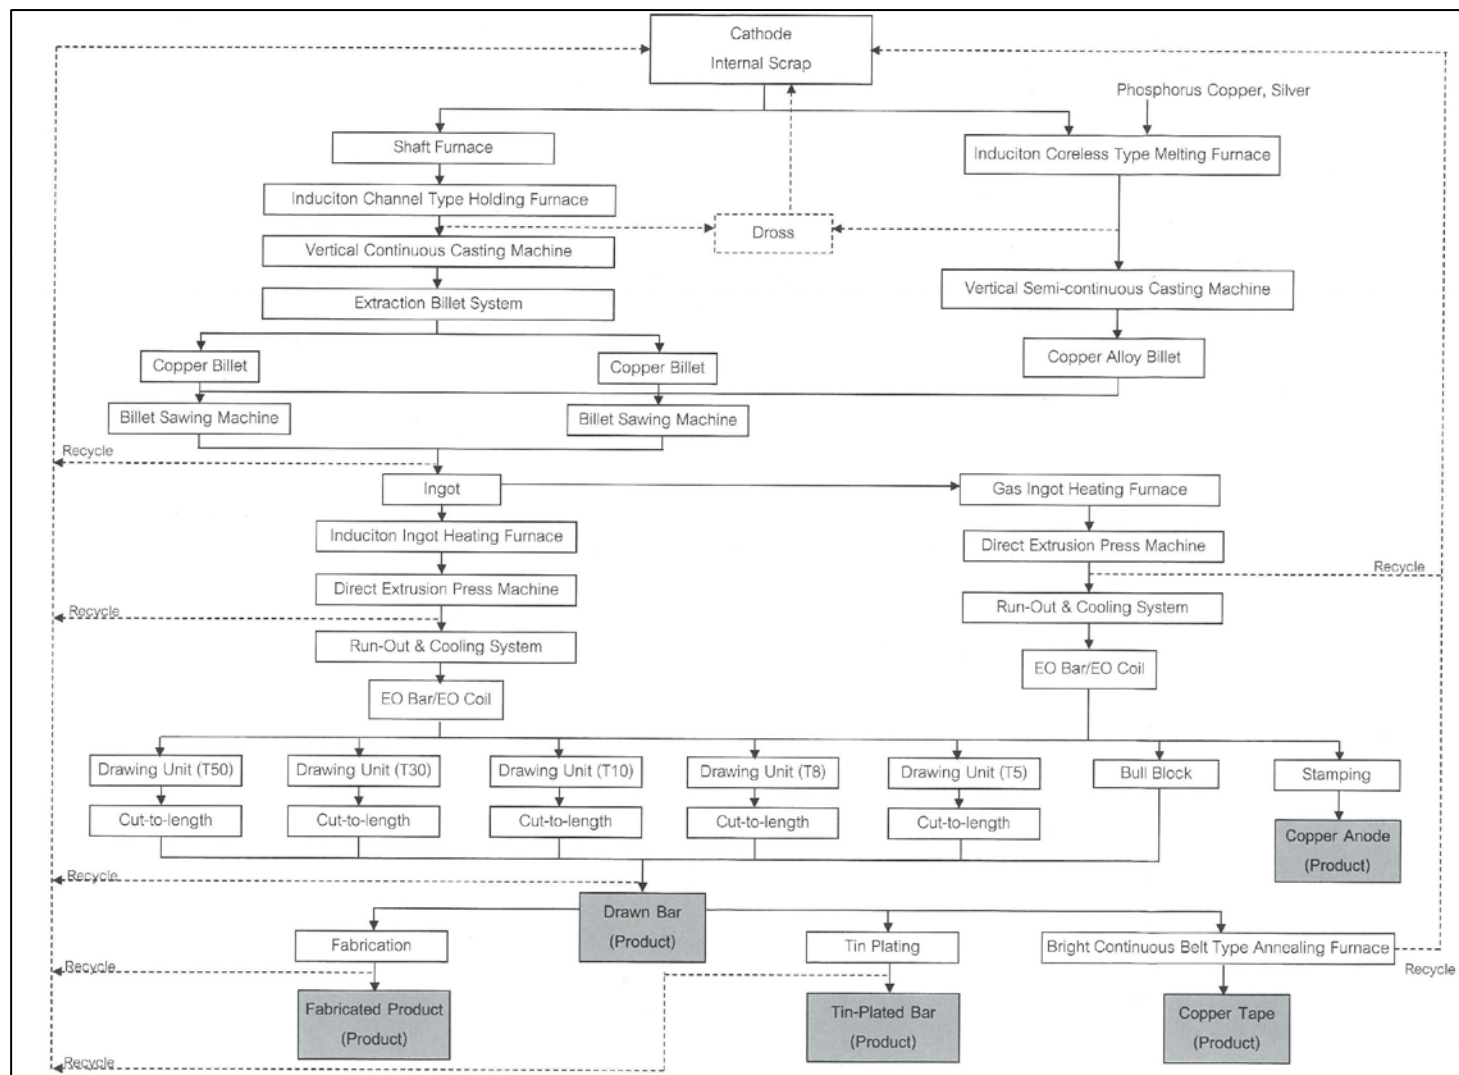 Cathode
Internal Scrap
Phosphorus Copper, Silver
Shaft Furnace
Induciton Coreless Type Melting Furnace
Induciton Channel Type Holding Furnace
Dross
Vertical Continuous Casting Machine
Vertical Semi-continuous Casting Machine
Extraction Billet System
Copper Billet
Copper Billet
Copper Alloy Billet
Billet Sawing Machine
Billet Sawing Machine
Recycle
Ingot
Gas Ingot Heating Furnace
Induciton Ingot Heating Furnace
Direct Extrusion Press Machine
Recycle
Direct Extrusion Press Machine
Recycle
Run-Out & Cooling System
Run-Out & Cooling System
EO Bar/EO Coil
EO Bar/EO Coil
Drawing Unit (T50)
Drawing Unit (T30)
Drawing Unit (T10)
Drawing Unit (T8)
Drawing Unit (T5)
Bull Block
Stamping
Cut-to-length
Cut-to-length
Cut-to-length
Cut-to-length
Cut-to-length
Copper Anode
(Product)
Recycle
Drawn Bar
(Product)
Fabrication
Tin Plating
Bright Continuous Belt Type Annealing Furnace
Recycle
Recycle
Fabricated Product
(Product)
Tin-Plated Bar
(Product)
Copper Tape
(Product)
Recycle